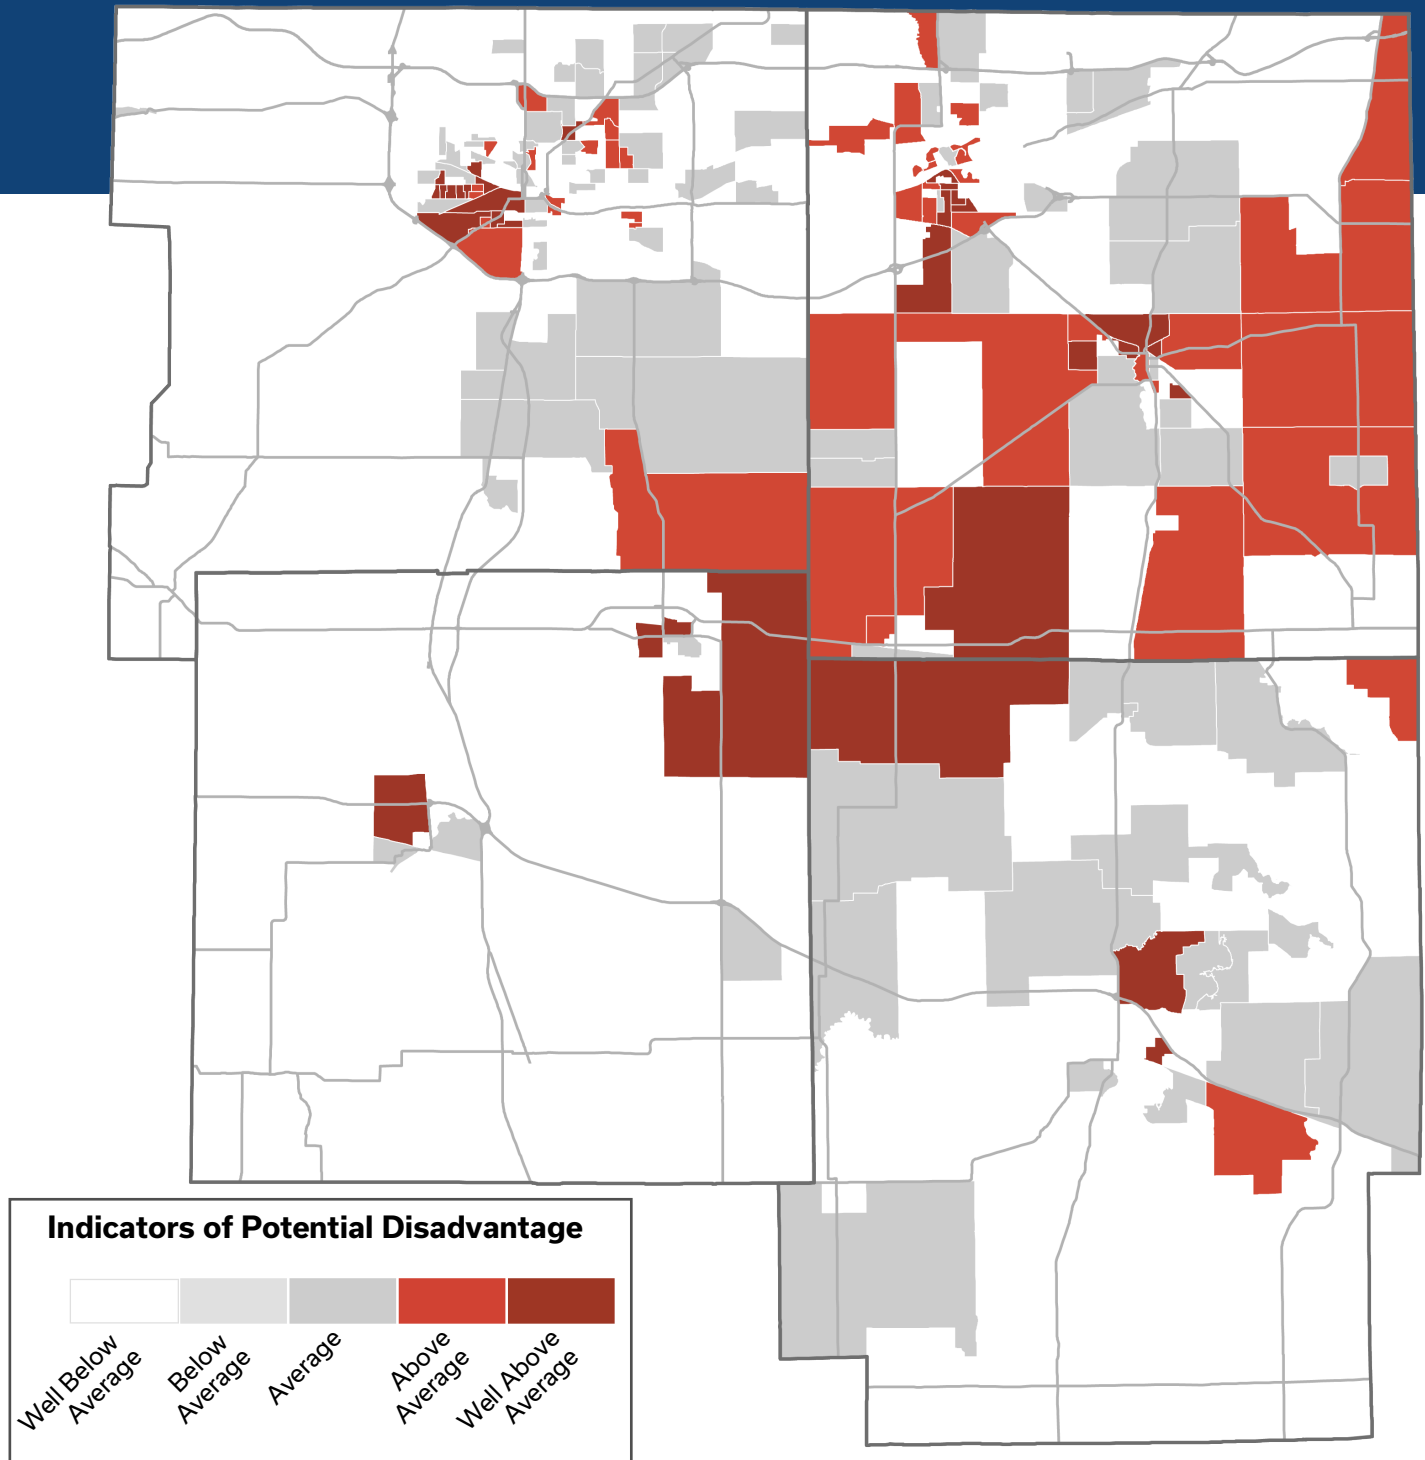 Indicators of Potential Disadvantage
Well Below
Average
Below
Average
Average
Above
Average
Well Above
Average